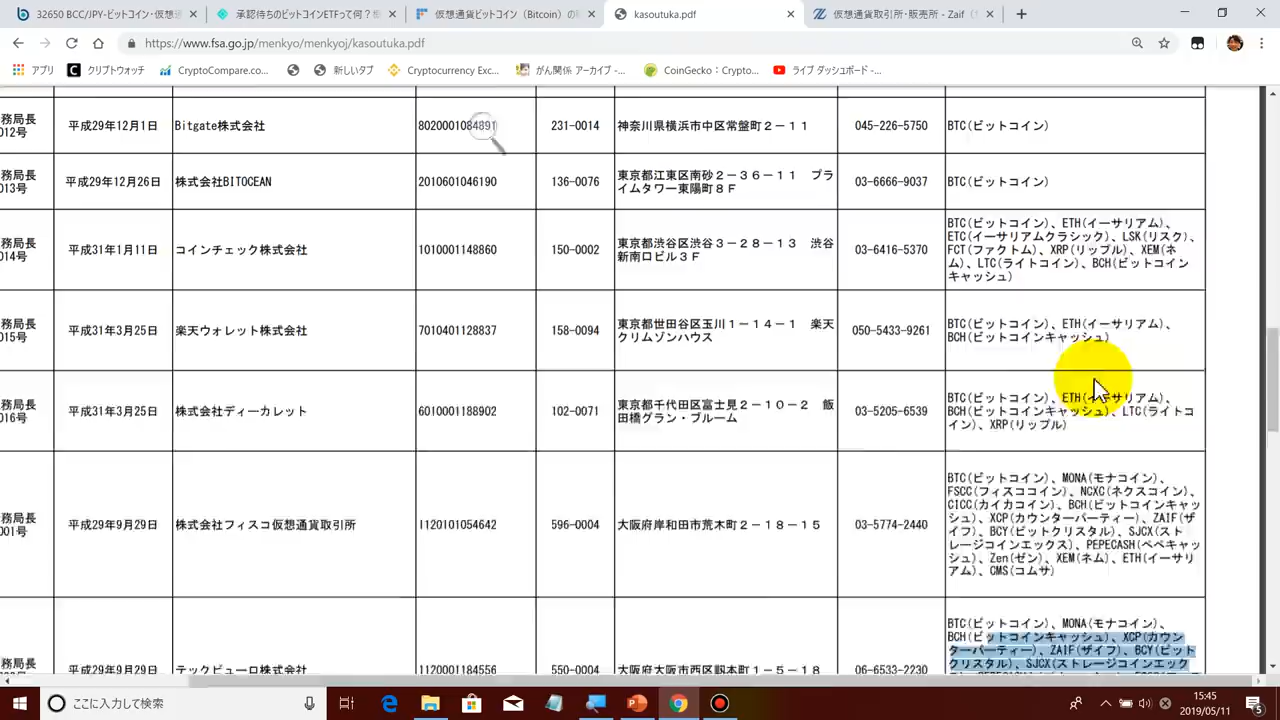 32650 BCC/JPY-ビットコイン・仮想通
承認待ちのビットコインETFって何？
仮想通貨ビットコイン（Bitcoin）の
kasoutuka.pdf
仮想通貨取引所・販売所 - Zaif
https://www.fsa.go.jp/menkyo/menkyoj/kasoutuka.pdf
アプリ
クリプトウォッチ
CryptoCompare.co...
新しいタブ
Cryptocurrency Exc...
がん関係 アーカイブ - ...
CoinGecko：Crypto...
ライブ ダッシュボード - ...
務局長
012号
平成29年12月1日
Bitgate株式会社
8020001084891
231-0014
神奈川県横浜市中区常盤町２－１１
045-226-5750
BTC(ビットコイン)
務局長
013号
平成29年12月26日
株式会社BITOCEAN
2010601046190
136-0076
東京都江東区南砂２－３６－１１　プラ
イムタワー東陽町８Ｆ
03-6666-9037
BTC(ビットコイン)
務局長
014号
平成31年1月11日
コインチェック株式会社
1010001148860
150-0002
東京都渋谷区渋谷３－２８－１３　渋谷
新南口ビル３Ｆ
03-6416-5370
BTC(ビットコイン)、ETH(イーサリアム)、
ETC(イーサリアムクラシック)、LSK(リスク)、
FCT(ファクトム)、XRP(リップル)、XEM(ネ
ム)、LTC(ライトコイン)、BCH(ビットコイン
キャッシュ)
務局長
015号
平成31年3月25日
楽天ウォレット株式会社
7010401128837
158-0094
東京都世田谷区玉川１－１４－１　楽天
クリムゾンハウス
050-5433-9261
BTC(ビットコイン)、ETH(イーサリアム)、
BCH(ビットコインキャッシュ)
務局長
016号
平成31年3月25日
株式会社ディーカレット
6010001188902
102-0071
東京都千代田区富士見２－１０－２　飯
田橋グラン・ブルーム
03-5205-6539
BTC(ビットコイン)、ETH(イーサリアム)、
BCH(ビットコインキャッシュ)、LTC(ライトコ
イン)、XRP(リップル)
務局長
001号
平成29年9月29日
株式会社フィスコ仮想通貨取引所
1120101054642
596-0004
大阪府岸和田市荒木町２－１８－１５
03-5774-2440
BTC(ビットコイン)、MONA(モナコイン)、
FSCC(フィスココイン)、NCXC(ネクスコイン)、
CICC(カイカコイン)、BCH(ビットコインキャッ
シュ)、XCP(カウンターパーティー)、ZAIF(ザ
イフ)、BCY(ビットクリスタル)、SJCX(スト
レージコインエックス)、PEPECASH(ペペキャッ
シュ)、Zen(ゼン)、XEM(ネム)、ETH(イーサリ
アム)、CMS(コムサ)
務局長
平成29年9月29日
テックビューロ株式会社
1120001184556
550-0004
大阪府大阪市西区靱本町１－５－１８
06-6533-2230
BTC(ビットコイン)、MONA(モナコイン)、
BCH(ビットコインキャッシュ)、XCP(カウン
ターパーティー)、ZAIF(ザイフ)、BCY(ビット
クリスタル)、SJCX(ストレージコインエック
ここに入力して検索
15:45
2019/05/11
5